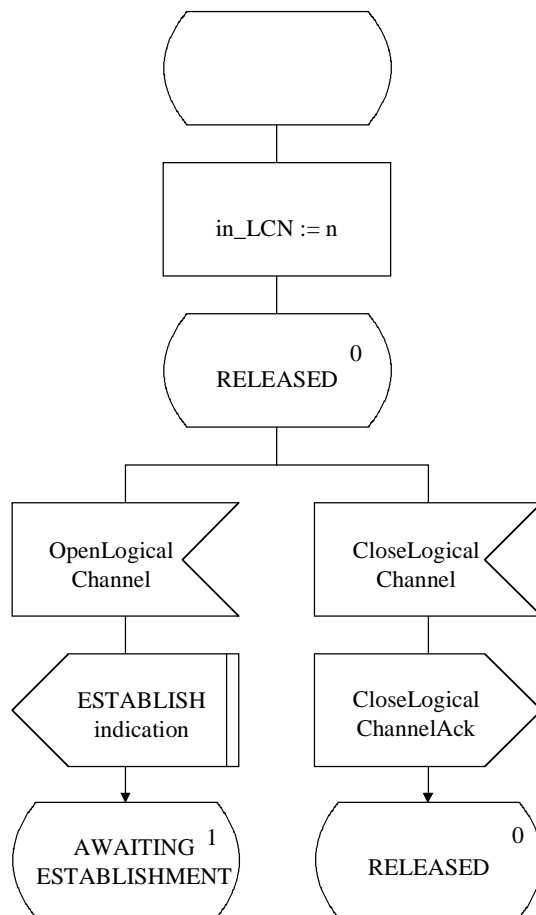 in_LCN := n
0
RELEASED
OpenLogical
Channel
CloseLogical
Channel
ESTABLISH
indication
CloseLogical
ChannelAck
1
AWAITING
ESTABLISHMENT
0
RELEASED